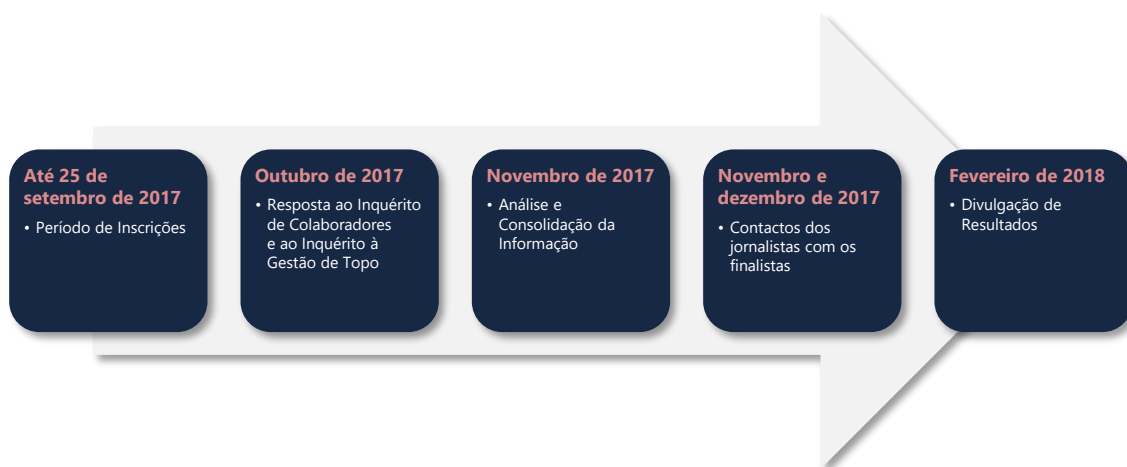 Até 25 de
setembro de 2017
• Período de Inscrições
Outubro de 2017
• Resposta ao Inquérito
de Colaboradores
e ao Inquérito à
Gestão de Topo
Novembro de 2017
• Análise e
Consolidação da
Informação
Novembro e
dezembro de 2017
• Contactos dos
jornalistas com os
finalistas
Fevereiro de 2018
• Divulgação de
Resultados